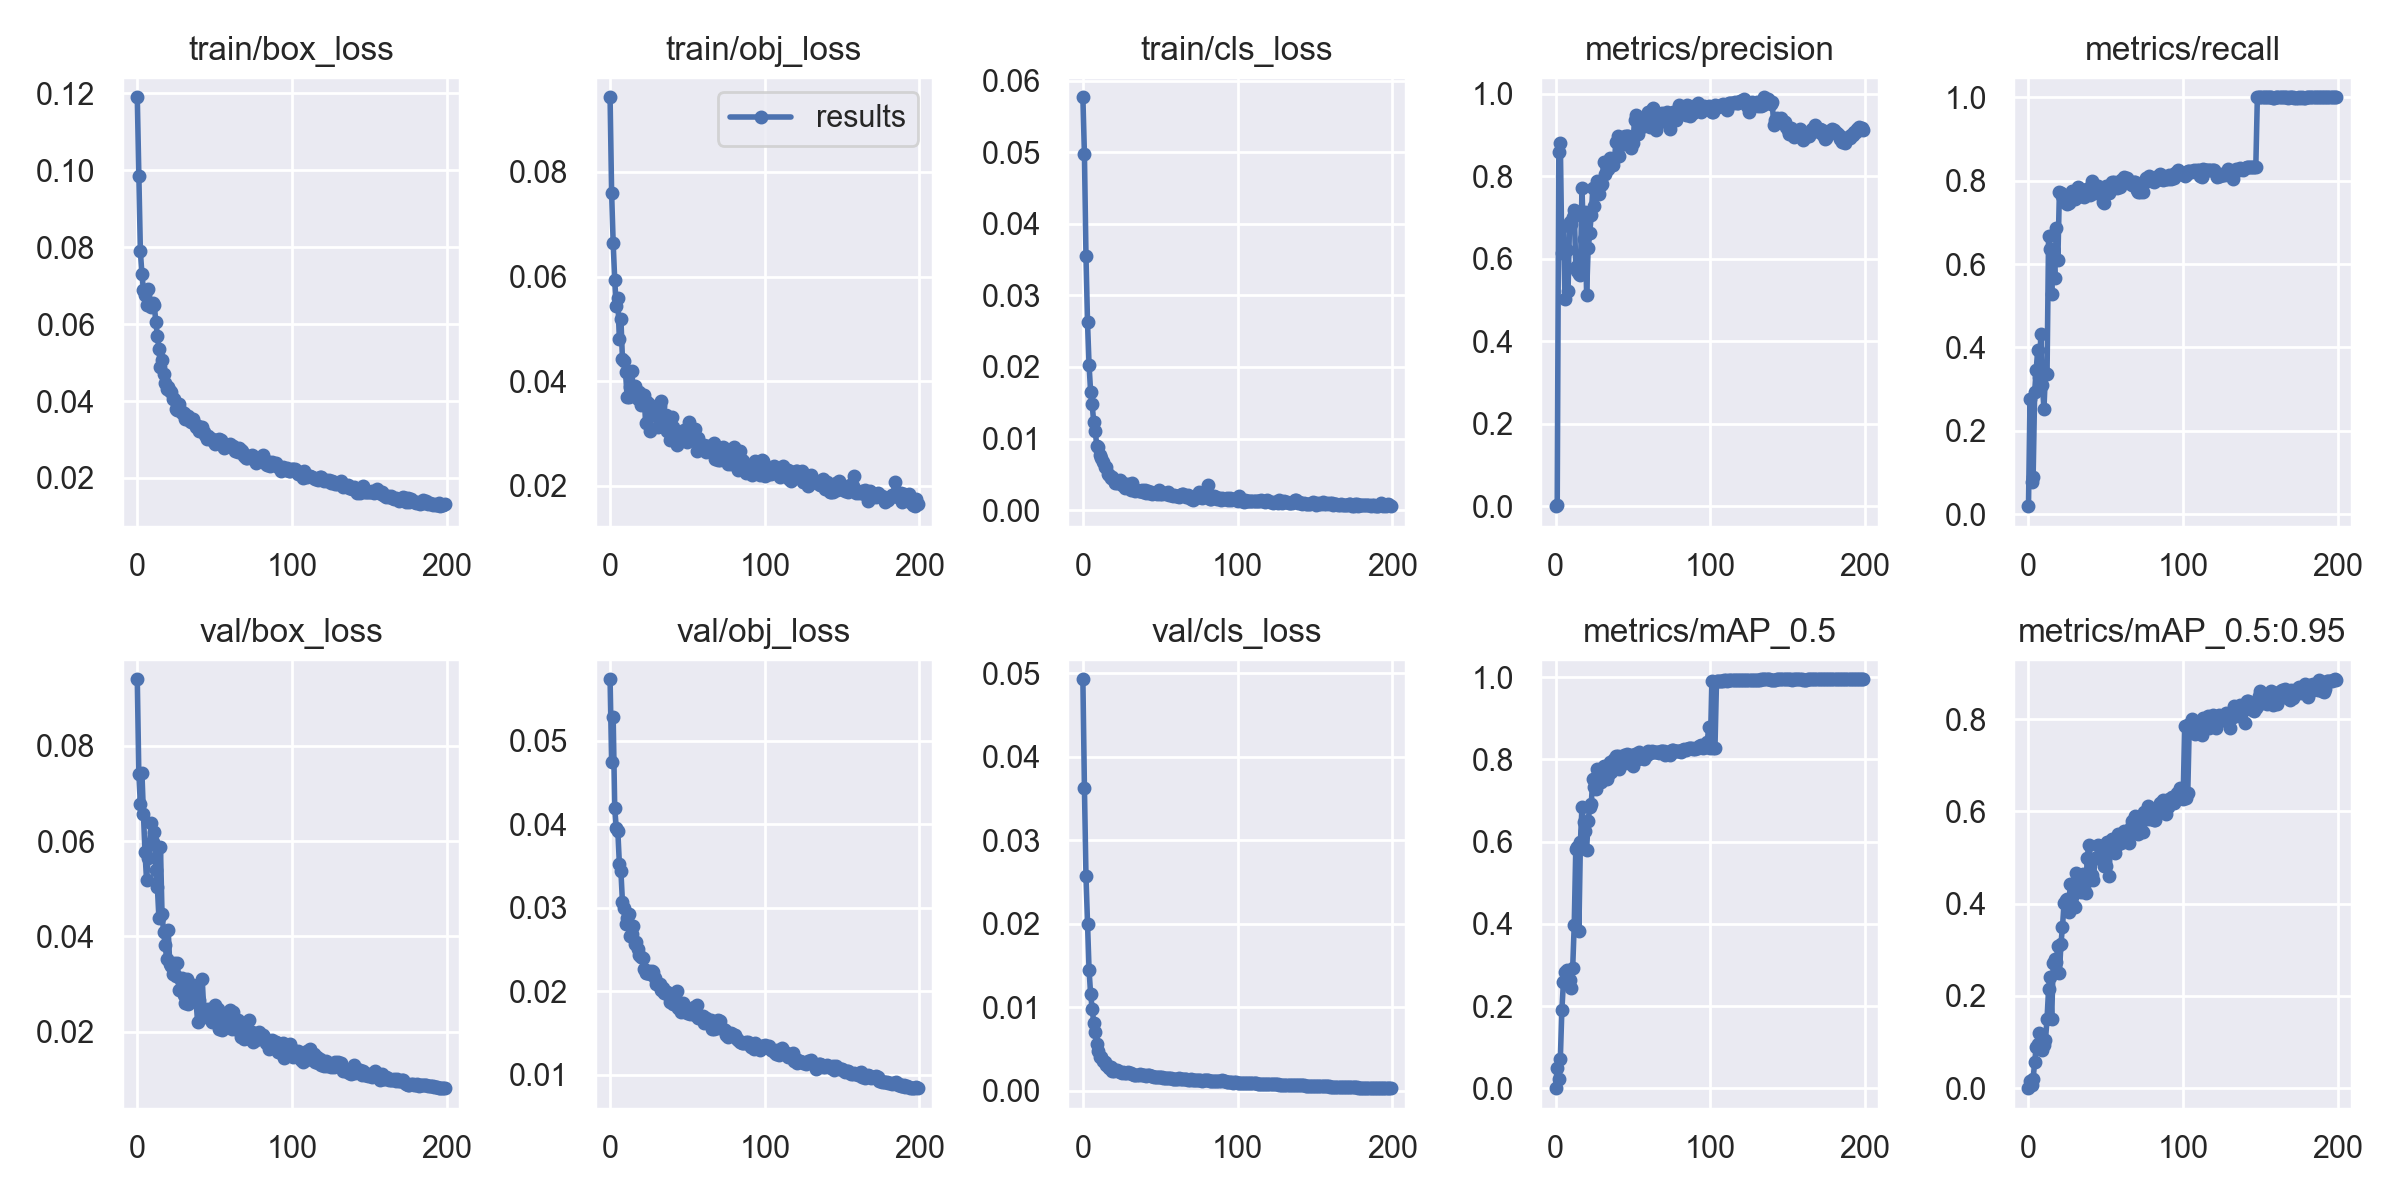 train/box_loss
train/obj_loss
train/cls_loss
metrics/precision
metrics/recall
0.12
0.10
0.08
0.06
0.04
0.02
0 100 200
results
0.08
0.06
0.04
0.02
0 100 200
0.06
0.05
0.04
0.03
0.02
0.01
0.00
0 100 200
1.0
0.8
0.6
0.4
0.2
0.0
0 100 200
1.0
0.8
0.6
0.4
0.2
0.0
0 100 200
val/box_loss
val/obj_loss
val/cls_loss
metrics/mAP_0.5
metrics/mAP_0.5:0.95
0.08
0.06
0.04
0.02
0 100 200
0.05
0.04
0.03
0.02
0.01
0 100 200
0.05
0.04
0.03
0.02
0.01
0.00
0 100 200
1.0
0.8
0.6
0.4
0.2
0.0
0 100 200
0.8
0.6
0.4
0.2
0.0
0 100 200